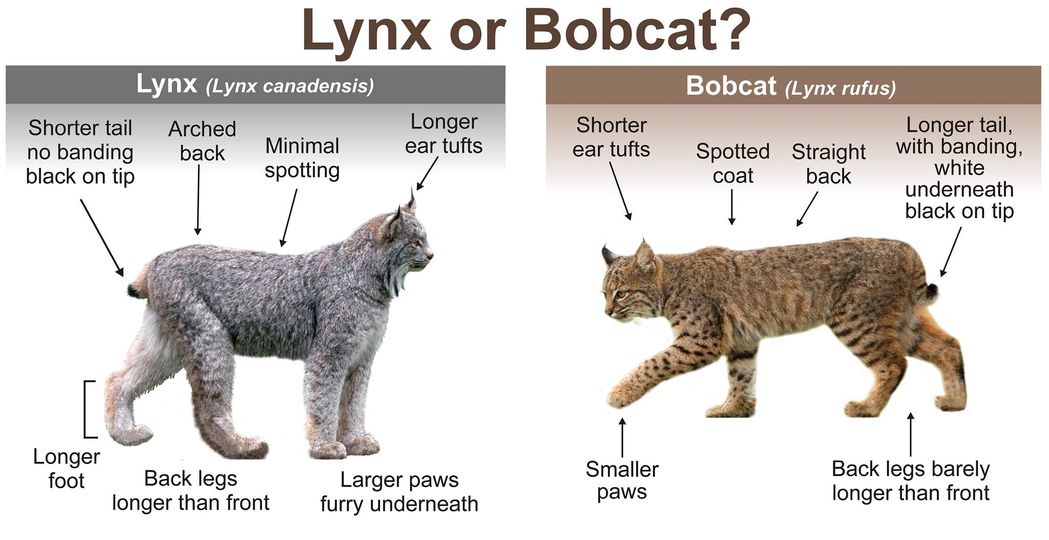 Lynx or Bobcat?
Lynx (Lynx canadensis)
Shorter tail
no banding
black on tip
Arched
back
Minimal
spotting
Longer
ear tufts
Longer
foot
Back legs
longer than front
Larger paws
furry underneath
Bobcat (Lynx rufus)
Shorter
ear tufts
Spotted
coat
Straight
back
Longer tail,
with banding,
white
underneath
black on tip
Smaller
paws
Back legs barely
longer than front